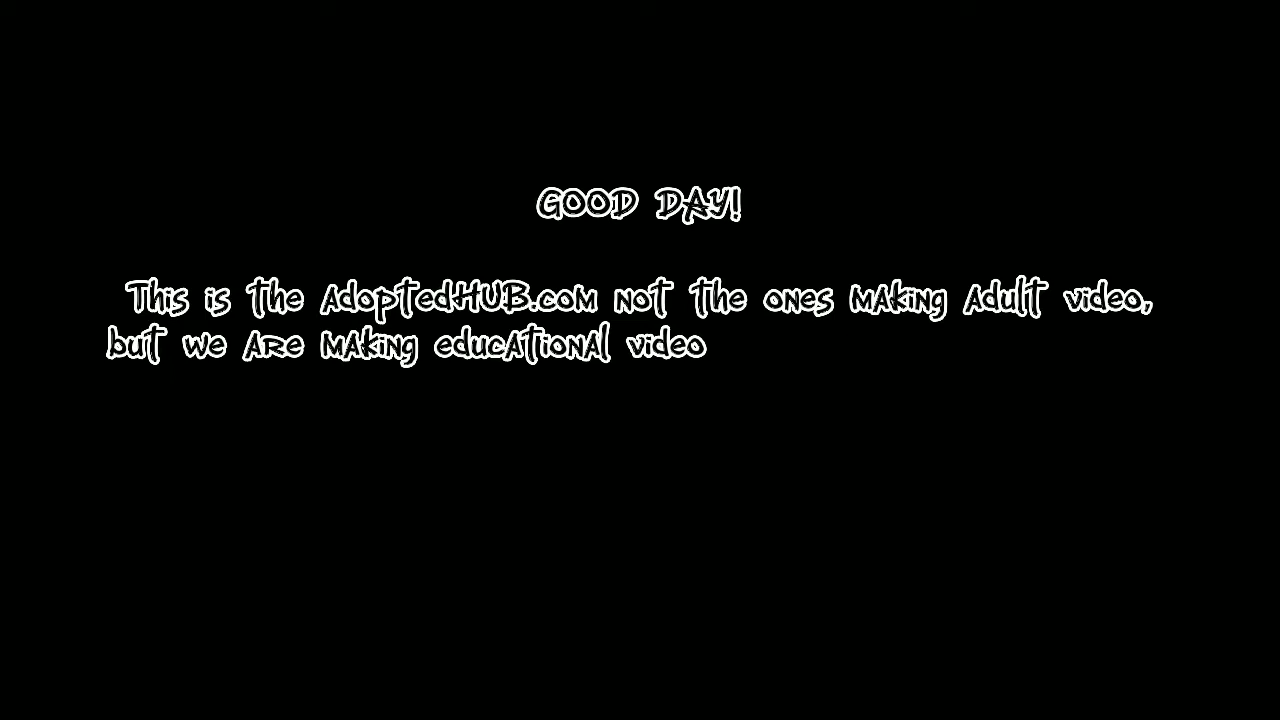 GOOD DAY!
This is the AdoptedHUB.com not the ones making adult video,
but we are making educational video